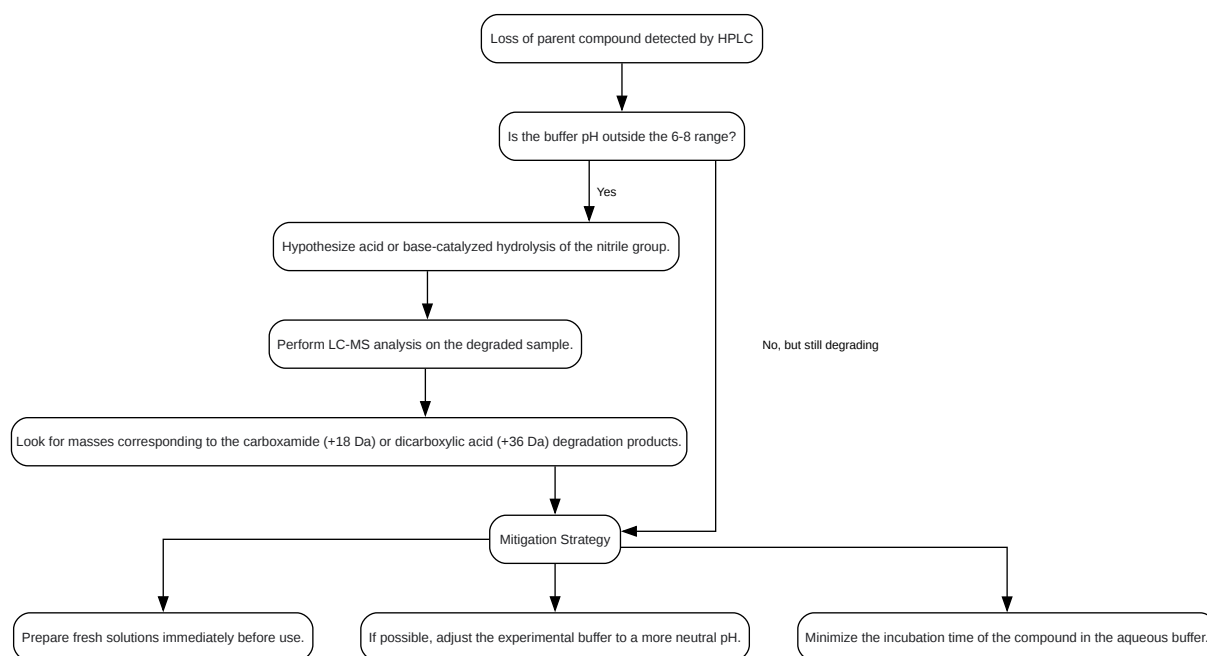 Loss of parent compound detected by HPLC
Is the buffer pH outside the 6-8 range?
Yes
Hypothesize acid or base-catalyzed hydrolysis of the nitrile group.
Perform LC-MS analysis on the degraded sample.
No, but still degrading
Look for masses corresponding to the carboxamide (+18 Da) or dicarboxylic acid (+36 Da) degradation products.
Mitigation Strategy
Prepare fresh solutions immediately before use.
If possible, adjust the experimental buffer to a more neutral pH.
Minimize the incubation time of the compound in the aqueous buffer.